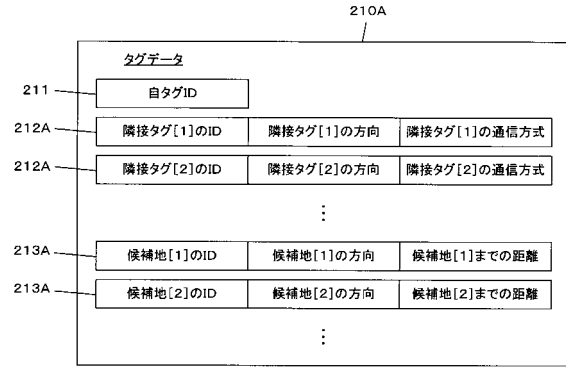 210A
タグデータ
211 自タグID
212A 隣接タグ[1]のID 隣接タグ[1]の方向 隣接タグ[1]の通信方式
212A 隣接タグ[2]のID 隣接タグ[2]の方向 隣接タグ[2]の通信方式
⋮
213A 候補地[1]のID 候補地[1]の方向 候補地[1]までの距離
213A 候補地[2]のID 候補地[2]の方向 候補地[2]までの距離
⋮